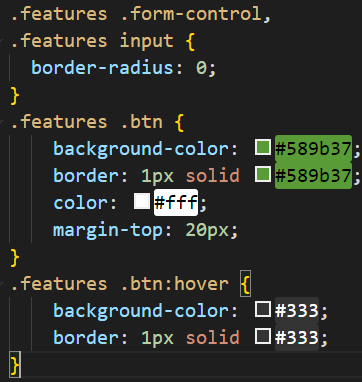 .features .form-control,
.features input {
  border-radius: 0;
}
.features .btn {
    background-color: #589b37;
    border: 1px solid #589b37;
    color: #fff;
    margin-top: 20px;
}
.features .btn:hover {
    background-color: #333;
    border: 1px solid #333;
}